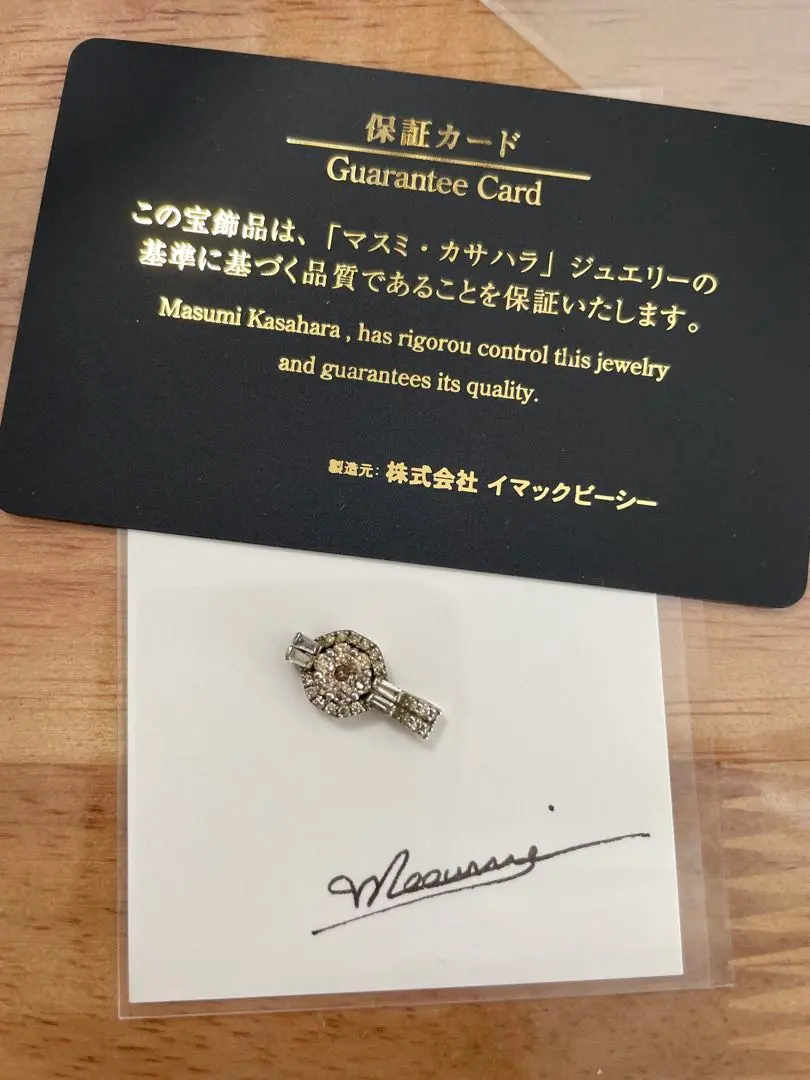 保証カード
Guarantee Card
この宝飾品は、「マスミ・カサハラ」ジュエリーの
基準に基づく品質であることを保証いたします。
Masumi Kasahara , has rigorou control this jewelry
and guarantees its quality.
製造元: 株式会社 イマックビーシー
Masumi